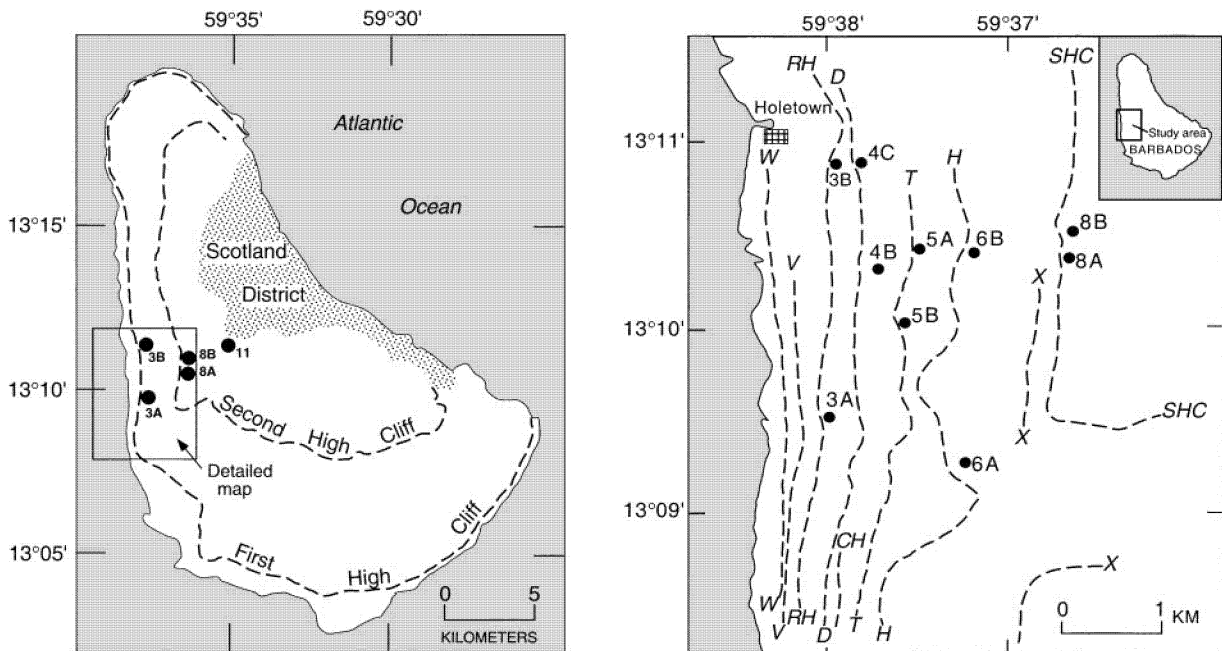 59°35'
59°30'
Atlantic
Ocean
13°15'
Scotland
District
3B
8B
11
8A
13°10'
3A
Second
High
Cliff
Detailed
map
13°05'
First
High
Cliff
0
5
KILOMETERS
59°38'
59°37'
RH
D
SHC
Holetown
Study area
BARBADOS
13°11'
W
4C
H
3B
T
8B
5A
6B
4B
V
8A
X
5B
13°10'
3A
SHC
X
6A
13°09'
CH
X
W
RH
V
D
T
H
0
1
KM